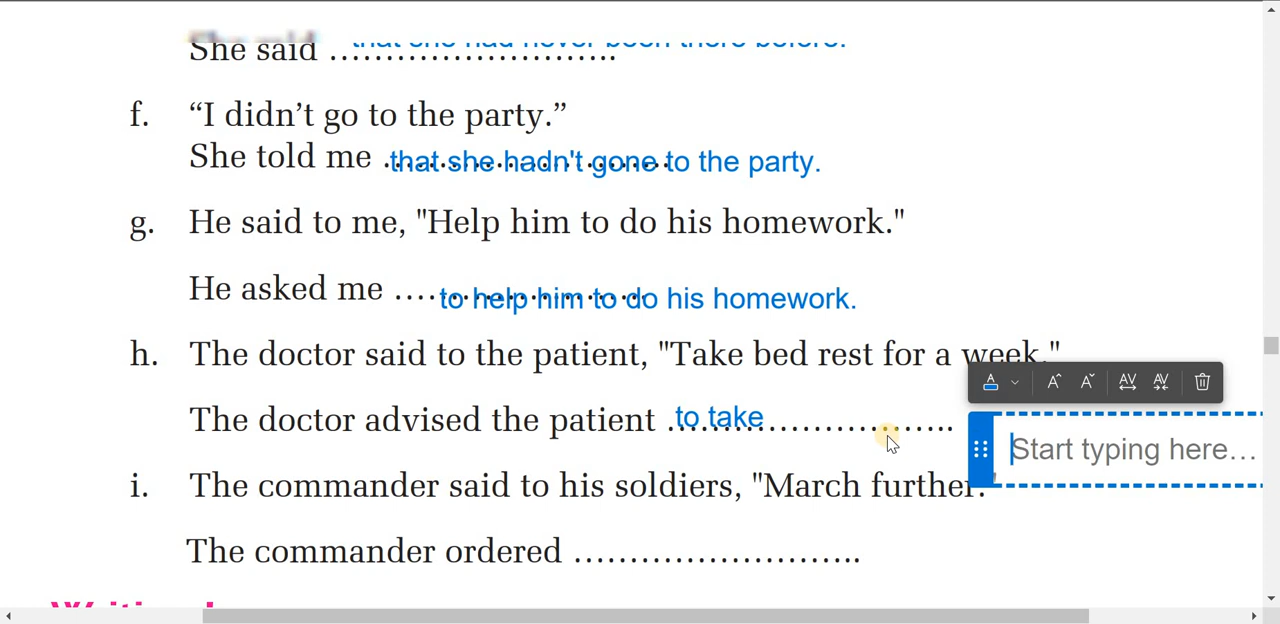 She said ………………………. that she had never been there before.
f. “I didn’t go to the party.”
She told me ………………………. that she hadn't gone to the party.
g. He said to me, "Help him to do his homework."
He asked me ………………………. to help him to do his homework.
h. The doctor said to the patient, "Take bed rest for a week."
The doctor advised the patient ………………………. to take
Start typing here...
i. The commander said to his soldiers, "March further."
The commander ordered ……………………….